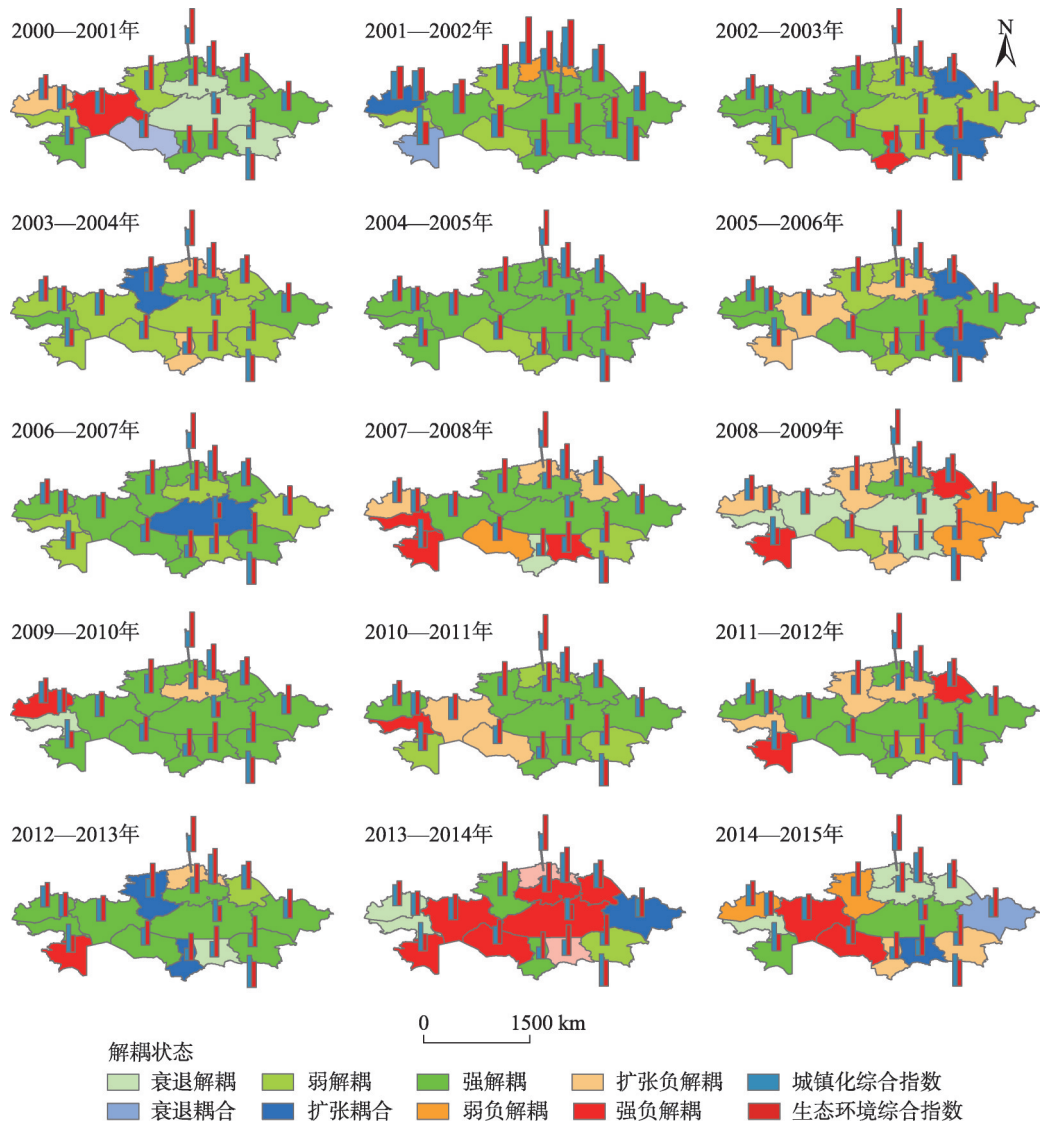 2000—2001年
2001—2002年
2002—2003年
N
2003—2004年
2004—2005年
2005—2006年
2006—2007年
2007—2008年
2008—2009年
2009—2010年
2010—2011年
2011—2012年
2012—2013年
2013—2014年
2014—2015年
0 1500 km
解耦状态
衰退解耦 弱解耦 强解耦 扩张负解耦 城镇化综合指数
衰退耦合 扩张耦合 弱负解耦 强负解耦 生态环境综合指数